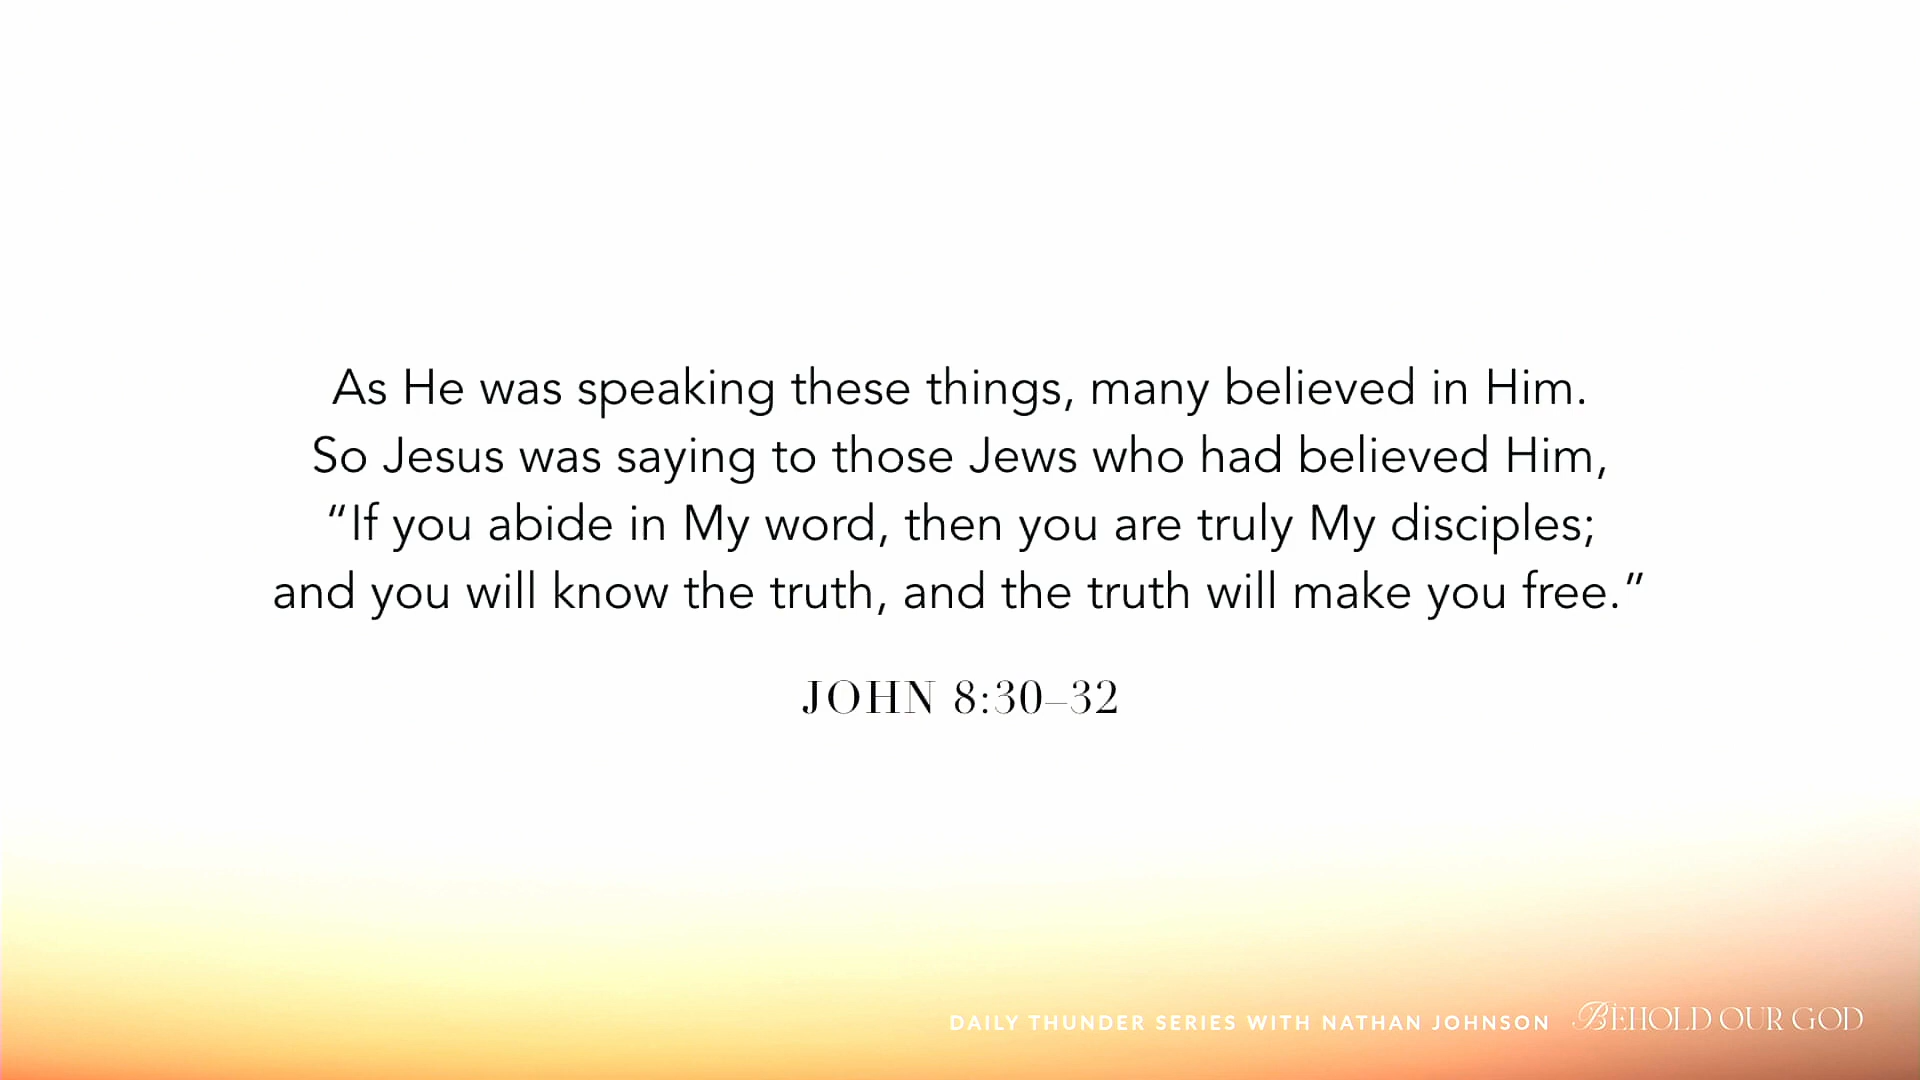 As He was speaking these things, many believed in Him.
So Jesus was saying to those Jews who had believed Him,
“If you abide in My word, then you are truly My disciples;
and you will know the truth, and the truth will make you free.”
JOHN 8:30–32
DAILY THUNDER SERIES WITH NATHAN JOHNSON BEHOLD OUR GOD